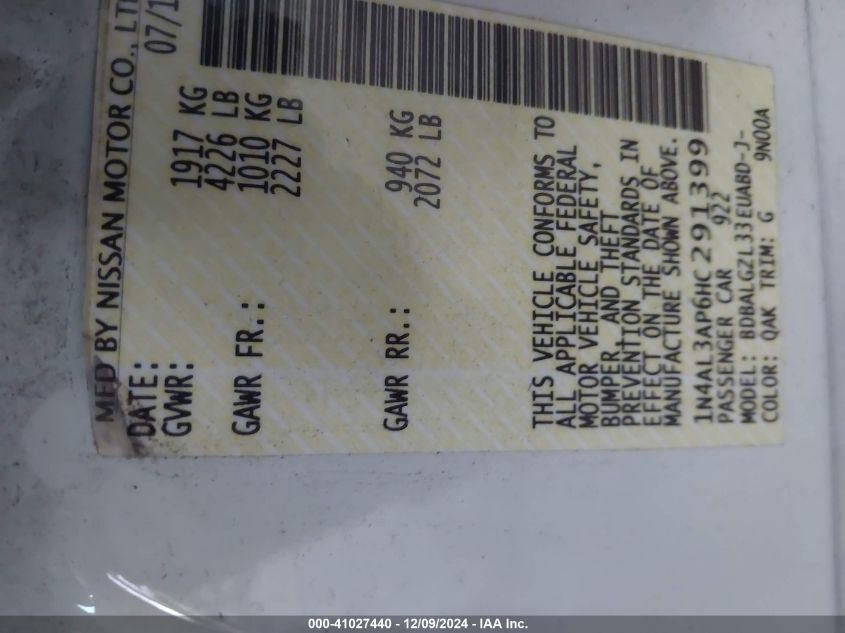 MFD BY NISSAN MOTOR CO., LT
DATE: 07/1
GVWR: 1917 KG
4226 LB
GAWR FR.: 1010 KG
2227 LB
GAWR RR.: 940 KG
2072 LB
THIS VEHICLE CONFORMS TO
ALL APPLICABLE FEDERAL
MOTOR VEHICLE SAFETY,
BUMPER, AND THEFT
PREVENTION STANDARDS IN
EFFECT ON THE DATE OF
MANUFACTURE SHOWN ABOVE.
1N4AL3AP6HC291399
PASSENGER CAR 922
MODEL: BDBALGZL33EUABD-J-
COLOR: QAK TRIM: G 9N00A
000-41027440 - 12/09/2024 - IAA Inc.